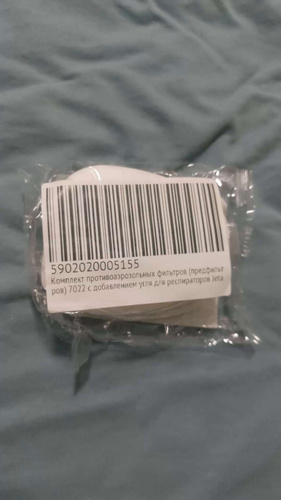 5902020005155
Комплект противоаэрозольных фильтров (предфильт
ров) 7022 с добавлением угля для респираторов Jeta